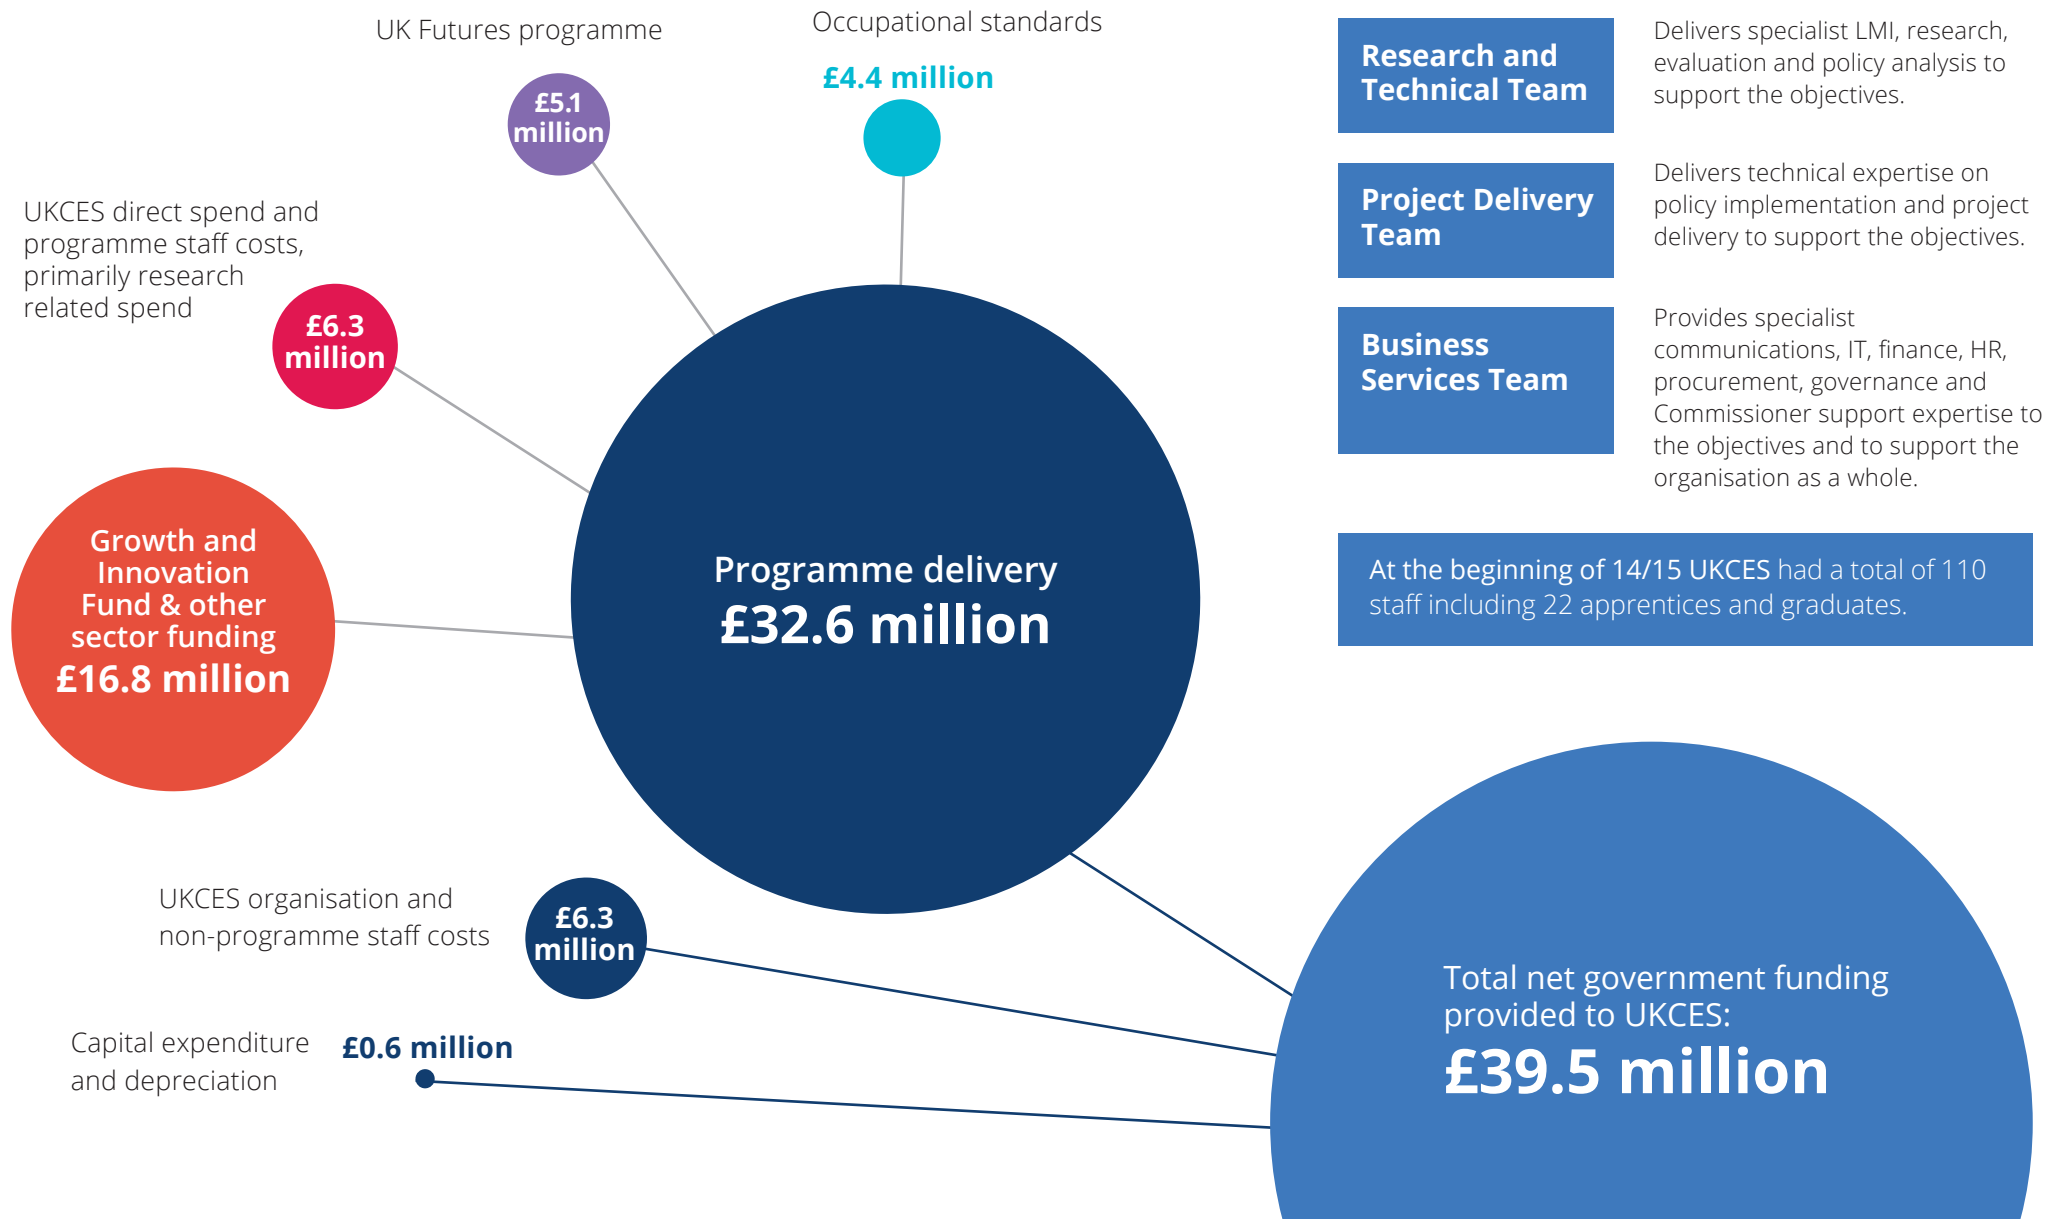 UK Futures programme
£5.1
million
Occupational standards
£4.4 million
UKCES direct spend and
programme staff costs,
primarily research
related spend
£6.3
million
Growth and
Innovation
Fund & other
sector funding
£16.8 million
Programme delivery
£32.6 million
UKCES organisation and
non-programme staff costs
£6.3
million
Capital expenditure
and depreciation
£0.6 million
Total net government funding
provided to UKCES:
£39.5 million
Research and
Technical Team
Delivers specialist LMI, research,
evaluation and policy analysis to
support the objectives.
Project Delivery
Team
Delivers technical expertise on
policy implementation and project
delivery to support the objectives.
Business
Services Team
Provides specialist
communications, IT, finance, HR,
procurement, governance and
Commissioner support expertise to
the objectives and to support the
organisation as a whole.
At the beginning of 14/15 UKCES had a total of 110
staff including 22 apprentices and graduates.